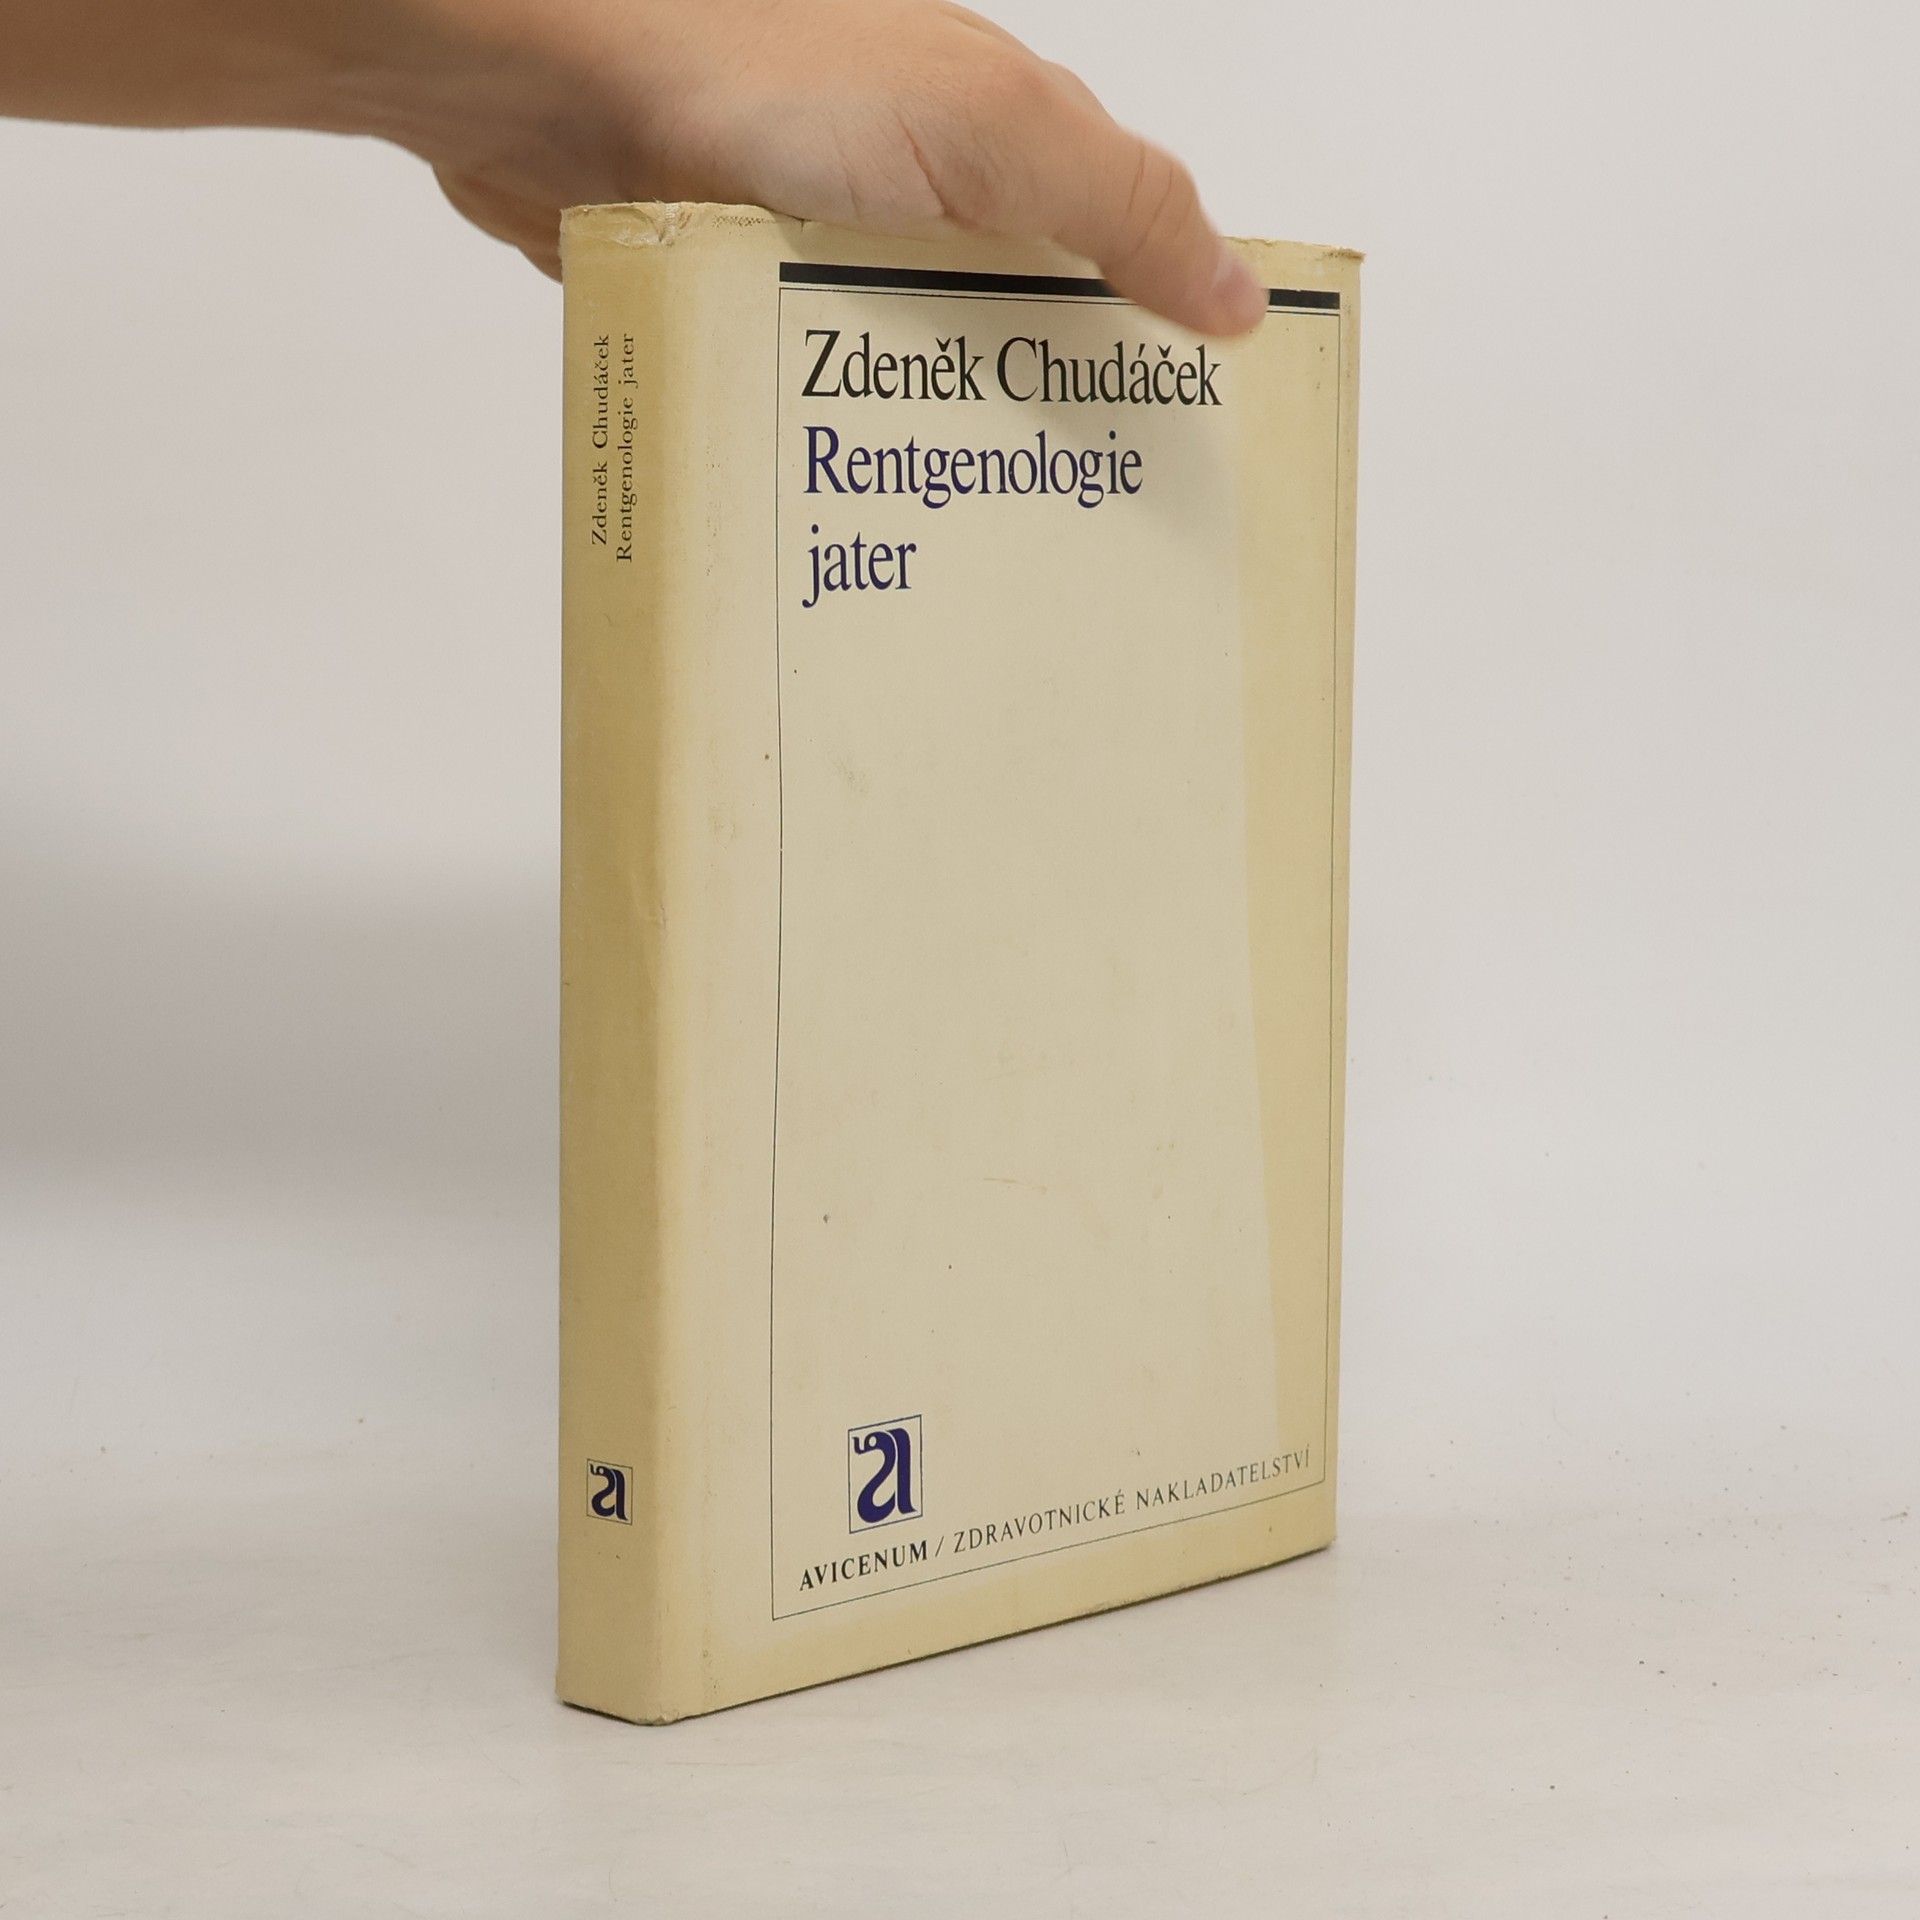 Zdeněk Chudáček
Rentgenologie jater
Zdeněk Chudáček
Rentgenologie
jater
a
a
AVICENUM / ZDRAVOTNICKÉ NAKLADATELSTVÍ